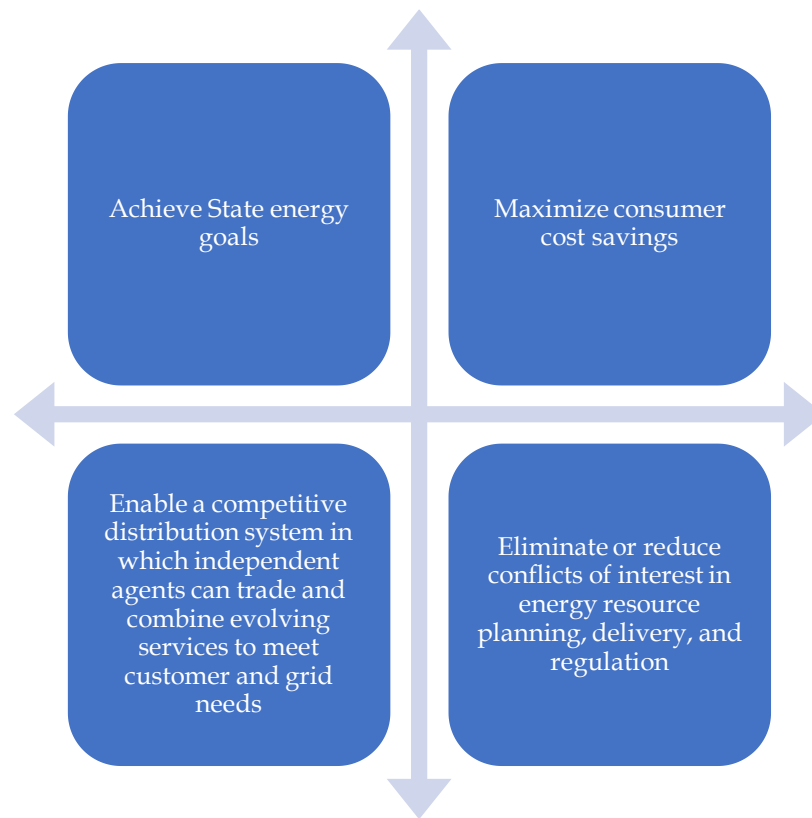 Achieve State energy
goals
Maximize consumer
cost savings
Enable a competitive
distribution system in
which independent
agents can trade and
combine evolving
services to meet
customer and grid
needs
Eliminate or reduce
conflicts of interest in
energy resource
planning, delivery, and
regulation